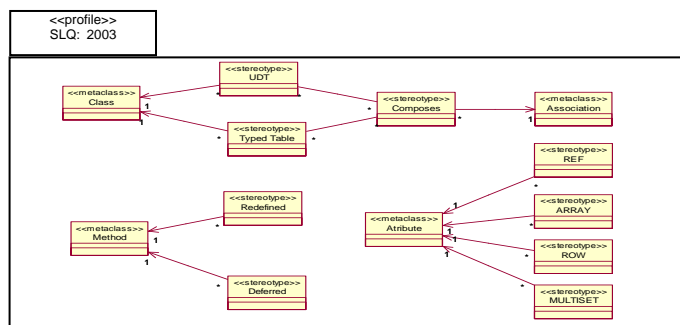 <<profile>>
SLQ: 2003
<<stereotype>>
UDT
<<metaclass>>
Class
1
*
*
1
*
<<stereotype>>
Typed Table
*
<<stereotype>>
Composes
*
*
*
<<metaclass>>
Association
1
<<stereotype>>
REF
*
<<stereotype>>
Redefined
*
<<metaclass>>
Method
1
1
<<stereotype>>
Deferred
*
<<metaclass>>
Atribute
1
1
1
1
<<stereotype>>
ARRAY
*
<<stereotype>>
ROW
*
<<stereotype>>
MULTISET
*